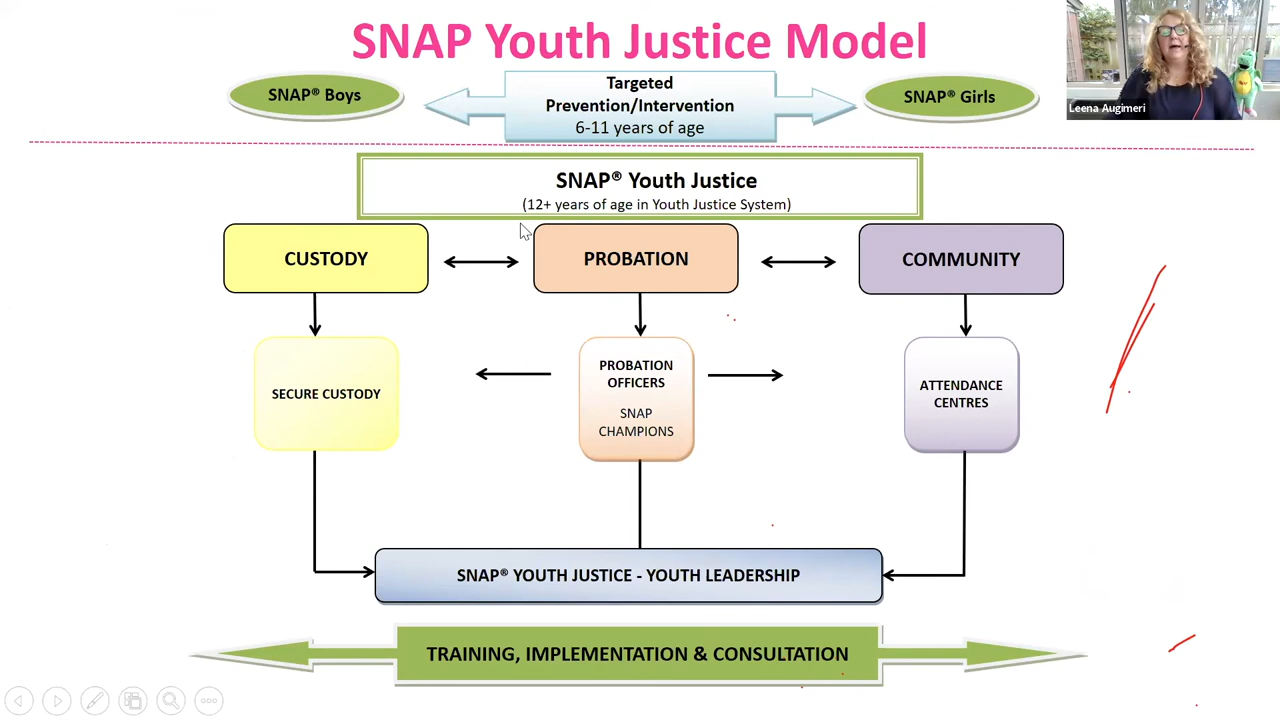 SNAP Youth Justice Model
SNAP® Boys
Targeted
Prevention/Intervention
6-11 years of age
SNAP® Girls
Leena Augimeri
SNAP® Youth Justice
(12+ years of age in Youth Justice System)
CUSTODY
PROBATION
COMMUNITY
SECURE CUSTODY
PROBATION
OFFICERS
SNAP
CHAMPIONS
ATTENDANCE
CENTRES
SNAP® YOUTH JUSTICE - YOUTH LEADERSHIP
TRAINING, IMPLEMENTATION & CONSULTATION